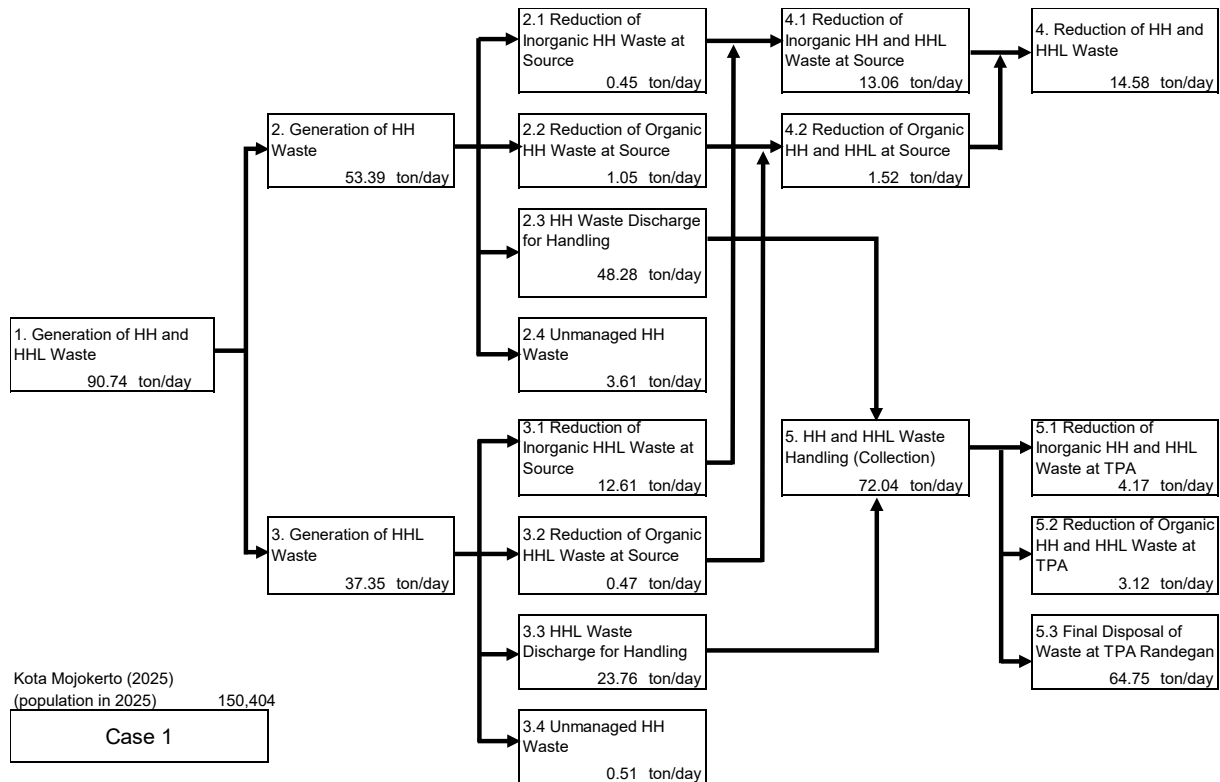 2.1 Reduction of
Inorganic HH Waste at
Source
0.45 ton/day
4.1 Reduction of
Inorganic HH and HHL
Waste at Source
13.06 ton/day
4. Reduction of HH and
HHL Waste
14.58 ton/day
2. Generation of HH
Waste
53.39 ton/day
2.2 Reduction of Organic
HH Waste at Source
1.05 ton/day
4.2 Reduction of Organic
HH and HHL at Source
1.52 ton/day
2.3 HH Waste Discharge
for Handling
48.28 ton/day
1. Generation of HH and
HHL Waste
90.74 ton/day
2.4 Unmanaged HH
Waste
3.61 ton/day
3.1 Reduction of
Inorganic HHL Waste at
Source
12.61 ton/day
5. HH and HHL Waste
Handling (Collection)
72.04 ton/day
5.1 Reduction of
Inorganic HH and HHL
Waste at TPA
4.17 ton/day
3. Generation of HHL
Waste
37.35 ton/day
3.2 Reduction of Organic
HHL Waste at Source
0.47 ton/day
5.2 Reduction of Organic
HH and HHL Waste at
TPA
3.12 ton/day
3.3 HHL Waste
Discharge for Handling
23.76 ton/day
5.3 Final Disposal of
Waste at TPA Randegan
64.75 ton/day
Kota Mojokerto (2025)
(population in 2025) 150,404
Case 1
3.4 Unmanaged HH
Waste
0.51 ton/day